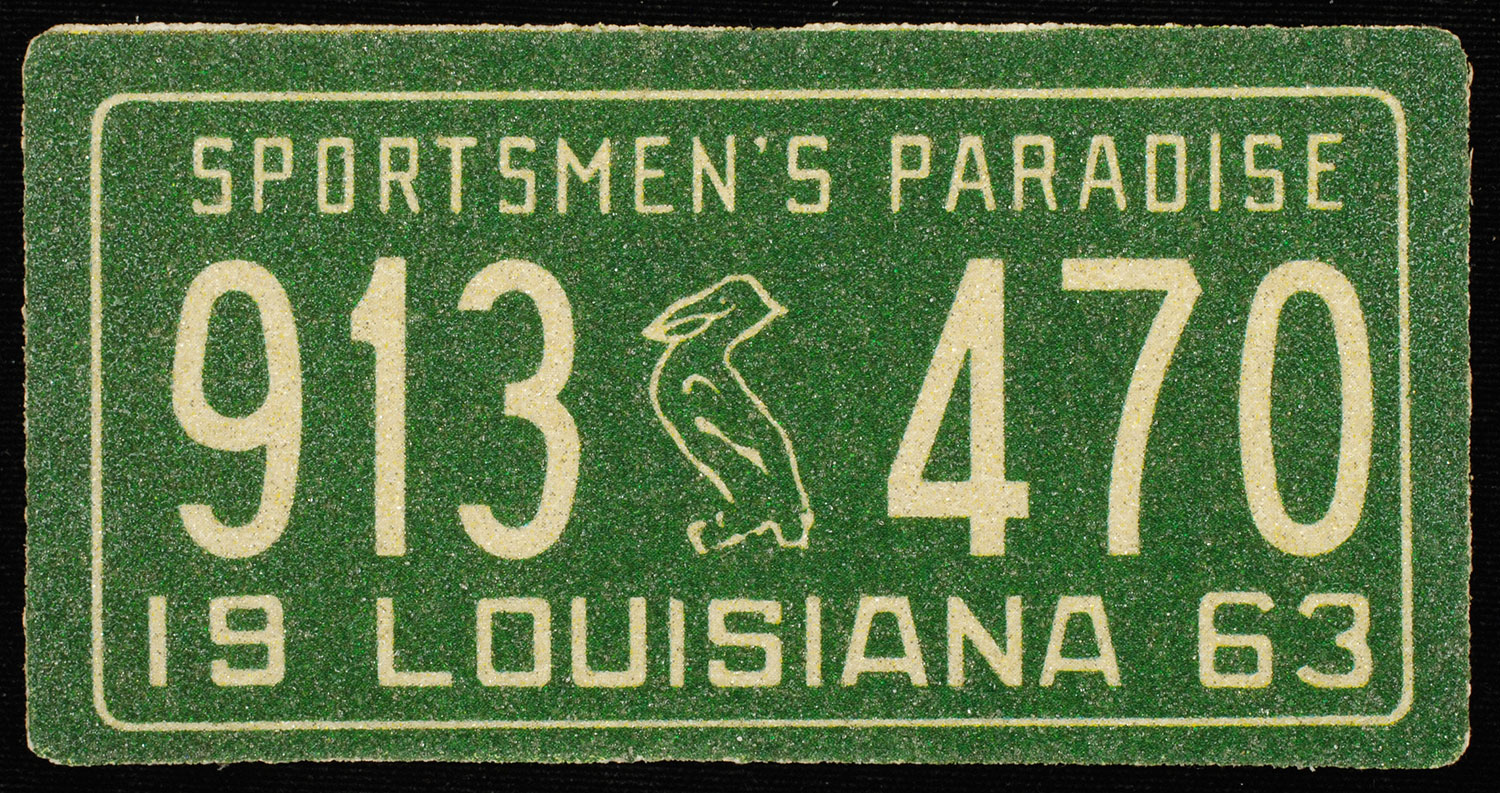 SPORTSMEN'S PARADISE
913 470
19 LOUISIANA 63